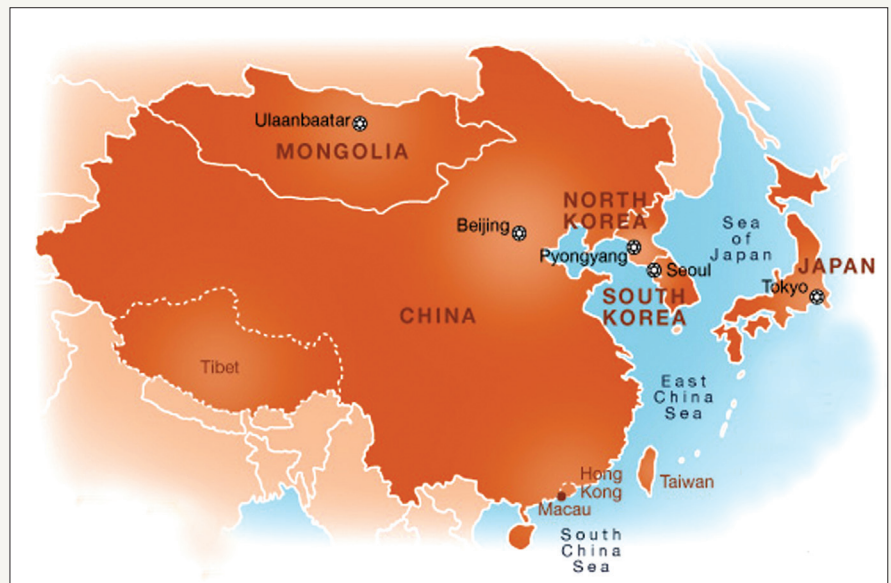 Ulaanbaatar
MONGOLIA
NORTH
KOREA
Beijing
Sea
of
Japan
Pyongyang
Seoul
JAPAN
Tokyo
SOUTH
KOREA
CHINA
Tibet
East
China
Sea
Hong
Kong
Taiwan
Macau
South
China
Sea